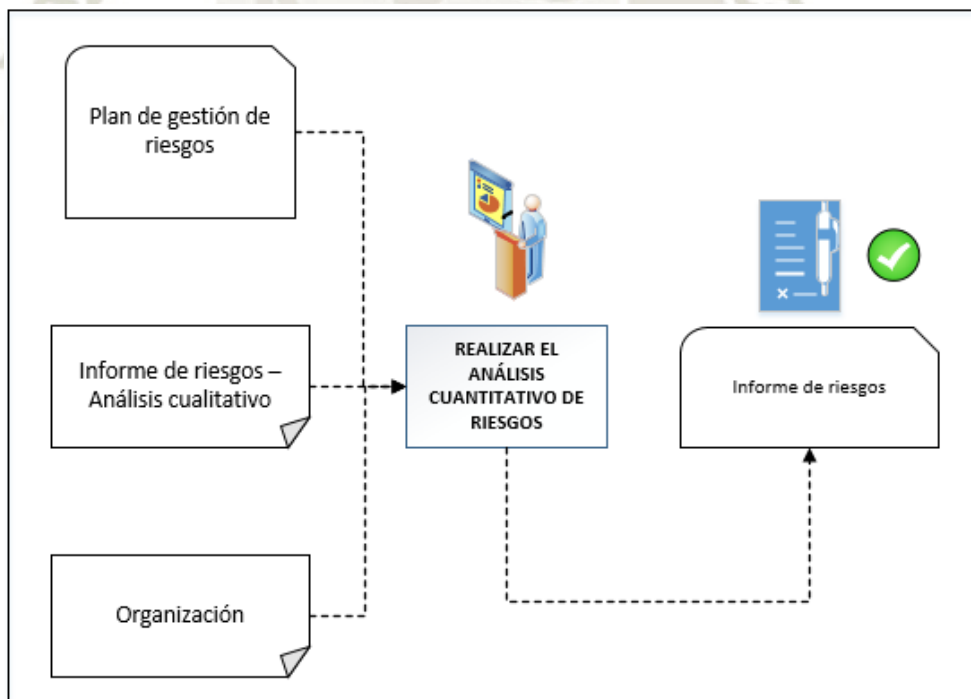 Plan de gestión de
riesgos
Informe de riesgos –
Análisis cualitativo
REALIZAR EL
ANÁLISIS
CUANTITATIVO DE
RIESGOS
Informe de riesgos
Organización